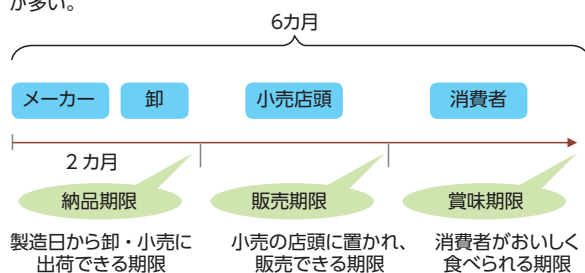 が多い。
6カ月
メーカー 卸 小売店頭 消費者
2カ月
納品期限 販売期限 賞味期限
製造日から卸・小売に 小売の店頭に置かれ、 消費者がおいしく
出荷できる期限 販売できる期限 食べられる期限